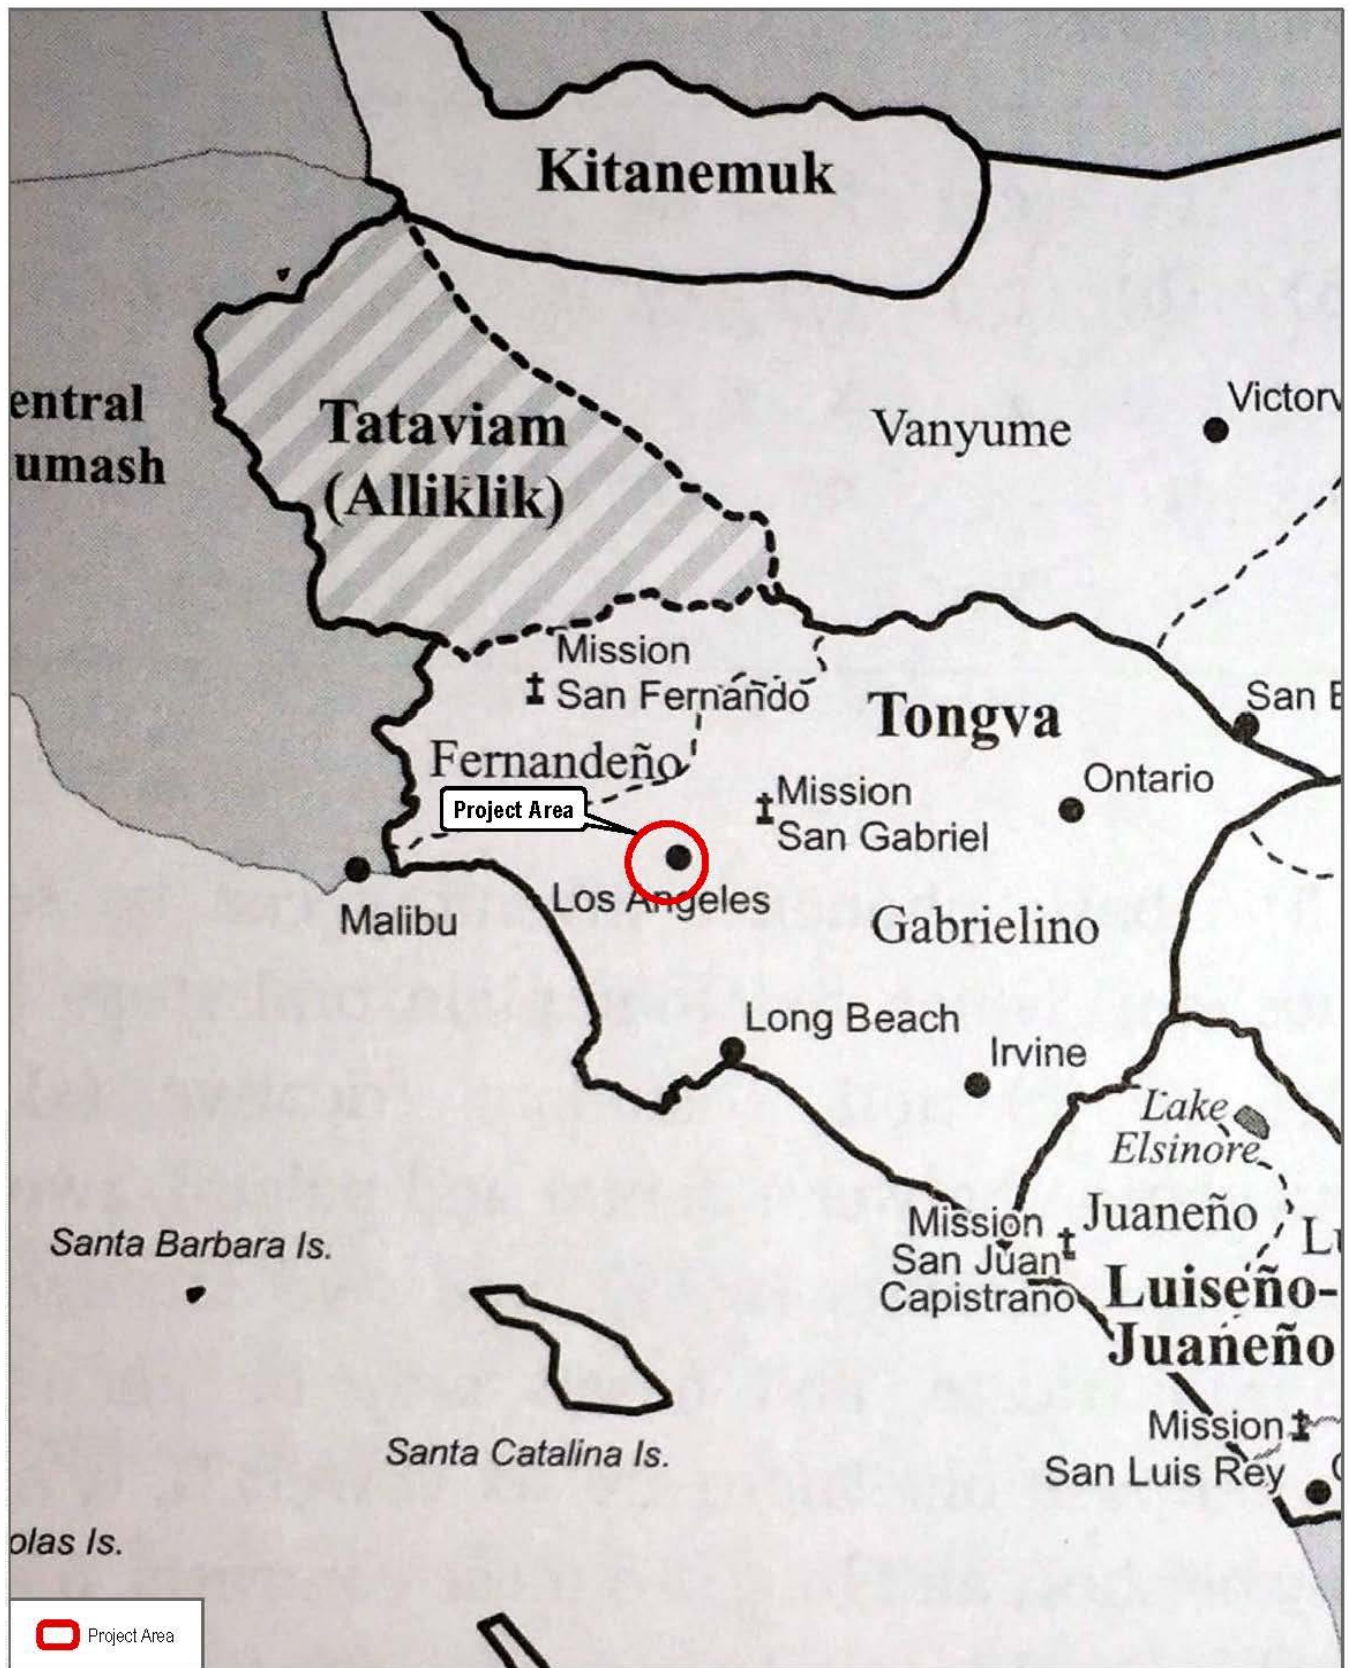 Kitanemuk
entral
umash
Tataviam
(Alliklik)
Vanyume
Victorv
Mission
San Fernando
Tongva
San B
Fernandeño
Ontario
Project Area
Mission
San Gabriel
Los Angeles
Malibu
Gabrielino
Long Beach
Irvine
Lake
Elsinore
Mission
San Juan
Capistrano
Juaneño
Lu
Luiseño-
Juaneño
Santa Barbara Is.
Santa Catalina Is.
Mission
San Luis Rey
olas Is.
Project Area